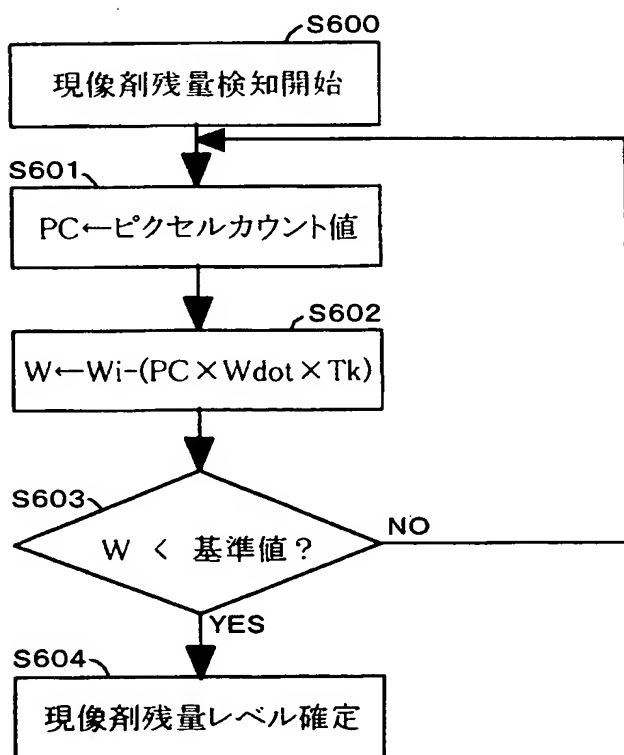 S600
現像剤残量検知開始
S601
PC←ピクセルカウント値
S602
W←Wi-(PC×Wdot×Tk)
S603
W < 基準値?
NO
YES
S604
現像剤残量レベル確定